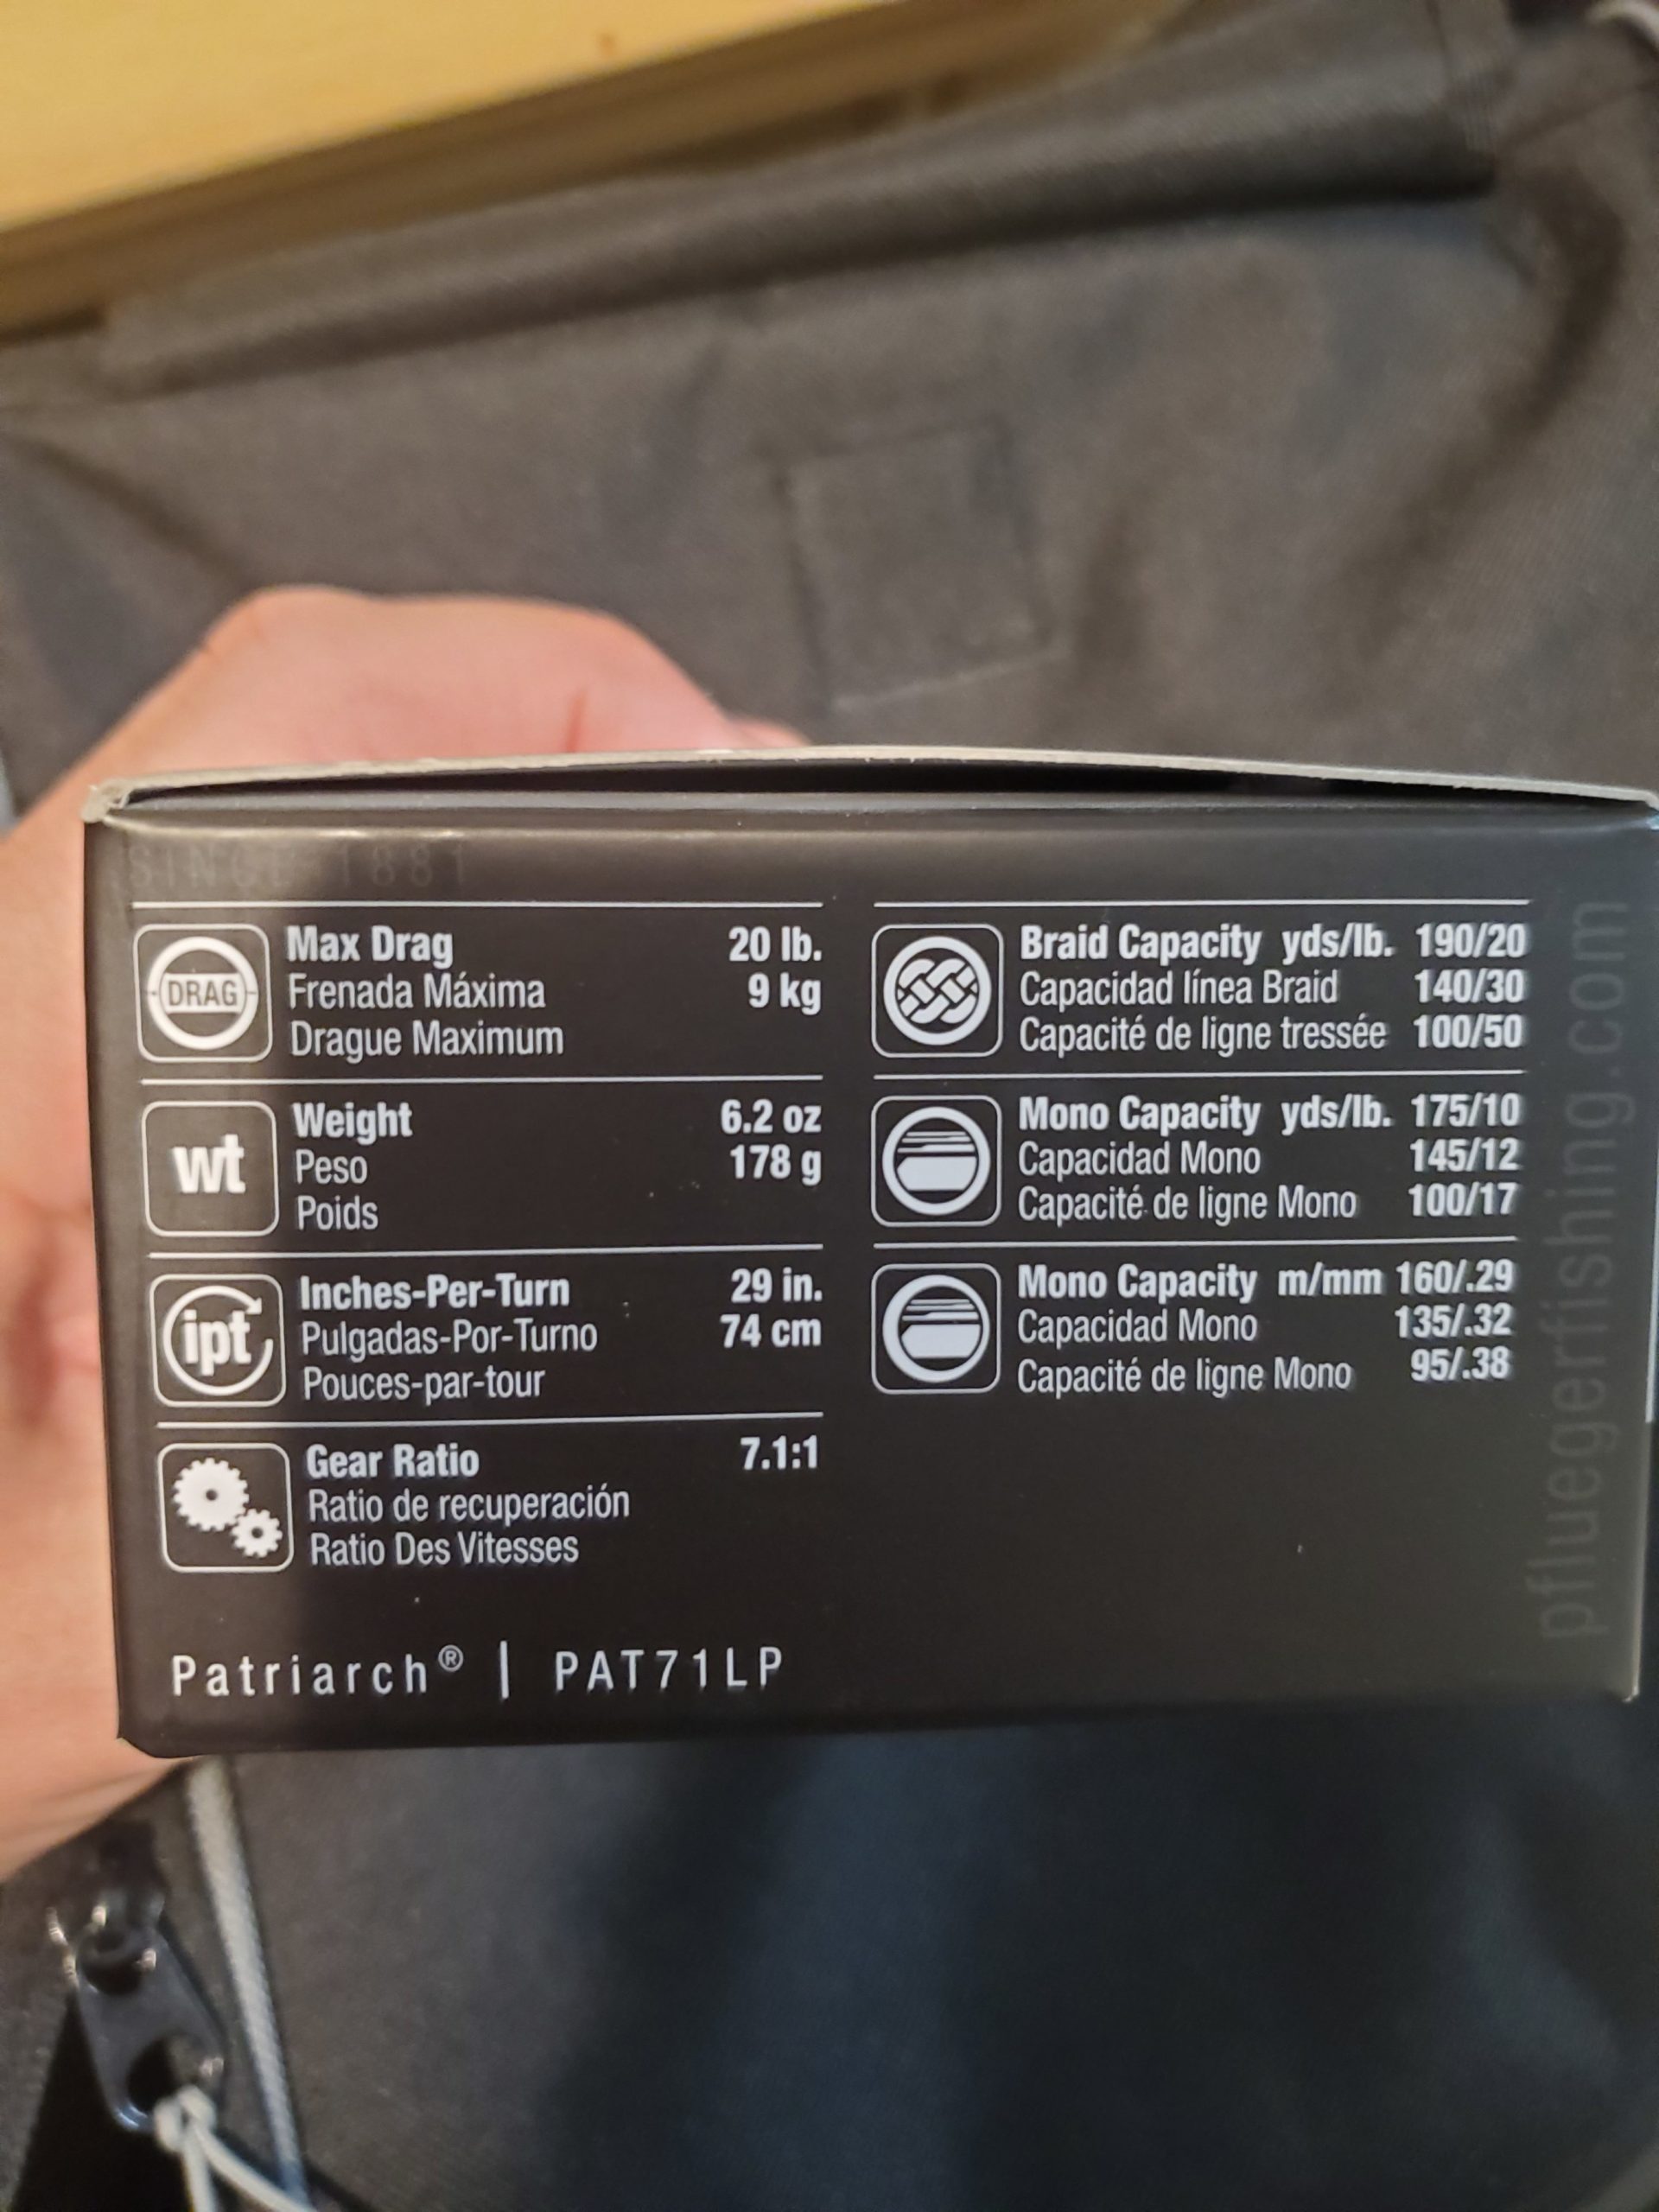 SINCE 1881
DRAG
Max Drag 20 lb.
Frenada Máxima 9 kg
Drague Maximum
wt
Weight 6.2 oz
Peso 178 g
Poids
ipt
Inches-Per-Turn 29 in.
Pulgadas-Por-Turno 74 cm
Pouces-par-tour
Gear Ratio 7.1:1
Ratio de recuperación
Ratio Des Vitesses
Braid Capacity yds/lb. 190/20
Capacidad línea Braid 140/30
Capacité de ligne tressée 100/50
Mono Capacity yds/lb. 175/10
Capacidad Mono 145/12
Capacité de ligne Mono 100/17
Mono Capacity m/mm 160/.29
Capacidad Mono 135/.32
Capacité de ligne Mono 95/.38
Patriarch® | PAT71LP
pfluegerfishing.com